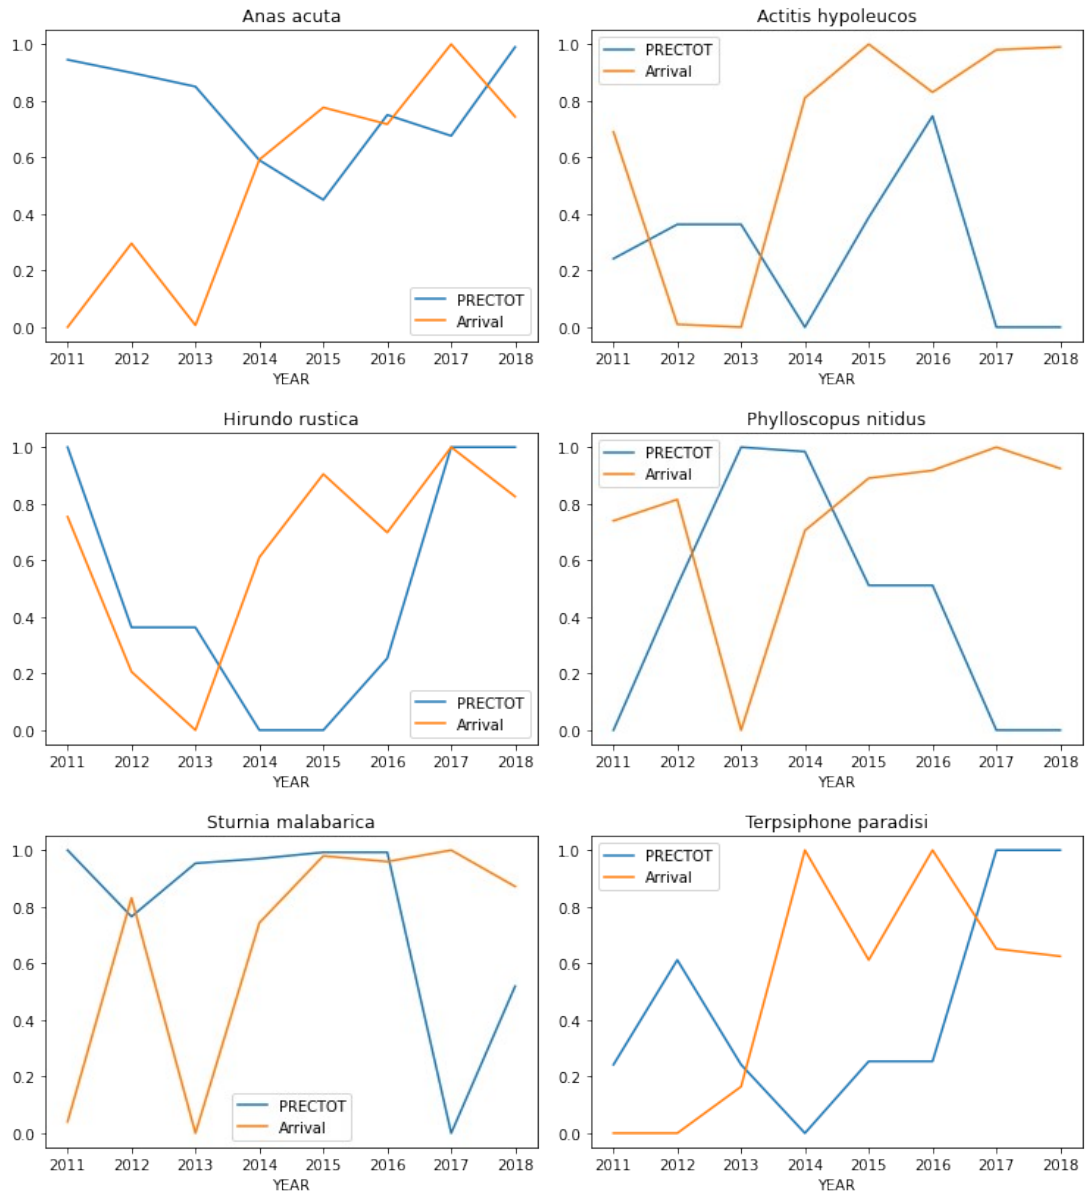 Anas acuta
1.0
0.8
0.6
0.4
0.2
0.0
PRECTOT
Arrival
2011 2012 2013 2014 2015 2016 2017 2018
YEAR
Actitis hypoleucos
1.0
0.8
0.6
0.4
0.2
0.0
PRECTOT
Arrival
2011 2012 2013 2014 2015 2016 2017 2018
YEAR
Hirundo rustica
1.0
0.8
0.6
0.4
0.2
0.0
PRECTOT
Arrival
2011 2012 2013 2014 2015 2016 2017 2018
YEAR
Phylloscopus nitidus
1.0
0.8
0.6
0.4
0.2
0.0
PRECTOT
Arrival
2011 2012 2013 2014 2015 2016 2017 2018
YEAR
Sturnia malabarica
1.0
0.8
0.6
0.4
0.2
0.0
PRECTOT
Arrival
2011 2012 2013 2014 2015 2016 2017 2018
YEAR
Terpsiphone paradisi
1.0
0.8
0.6
0.4
0.2
0.0
PRECTOT
Arrival
2011 2012 2013 2014 2015 2016 2017 2018
YEAR